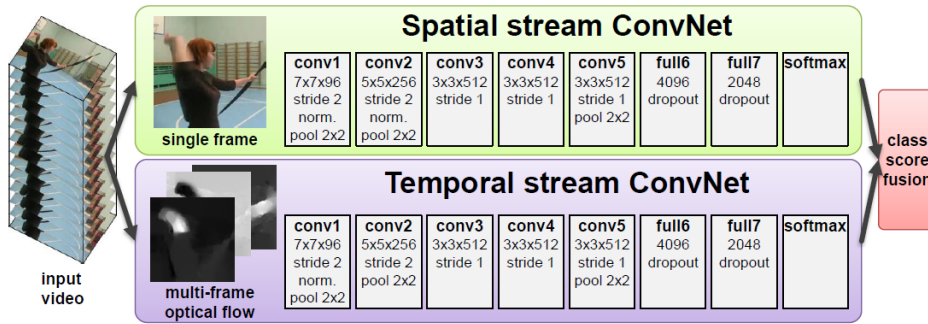 Spatial stream ConvNet
conv1
7x7x96
stride 2
norm.
pool 2x2
conv2
5x5x256
stride 2
norm.
pool 2x2
conv3
3x3x512
stride 1
conv4
3x3x512
stride 1
conv5
3x3x512
stride 1
pool 2x2
full6
4096
dropout
full7
2048
dropout
softmax
single frame
Temporal stream ConvNet
conv1
7x7x96
stride 2
norm.
pool 2x2
conv2
5x5x256
stride 2
pool 2x2
conv3
3x3x512
stride 1
conv4
3x3x512
stride 1
conv5
3x3x512
stride 1
pool 2x2
full6
4096
dropout
full7
2048
dropout
softmax
input
video
multi-frame
optical flow
class
score
fusion